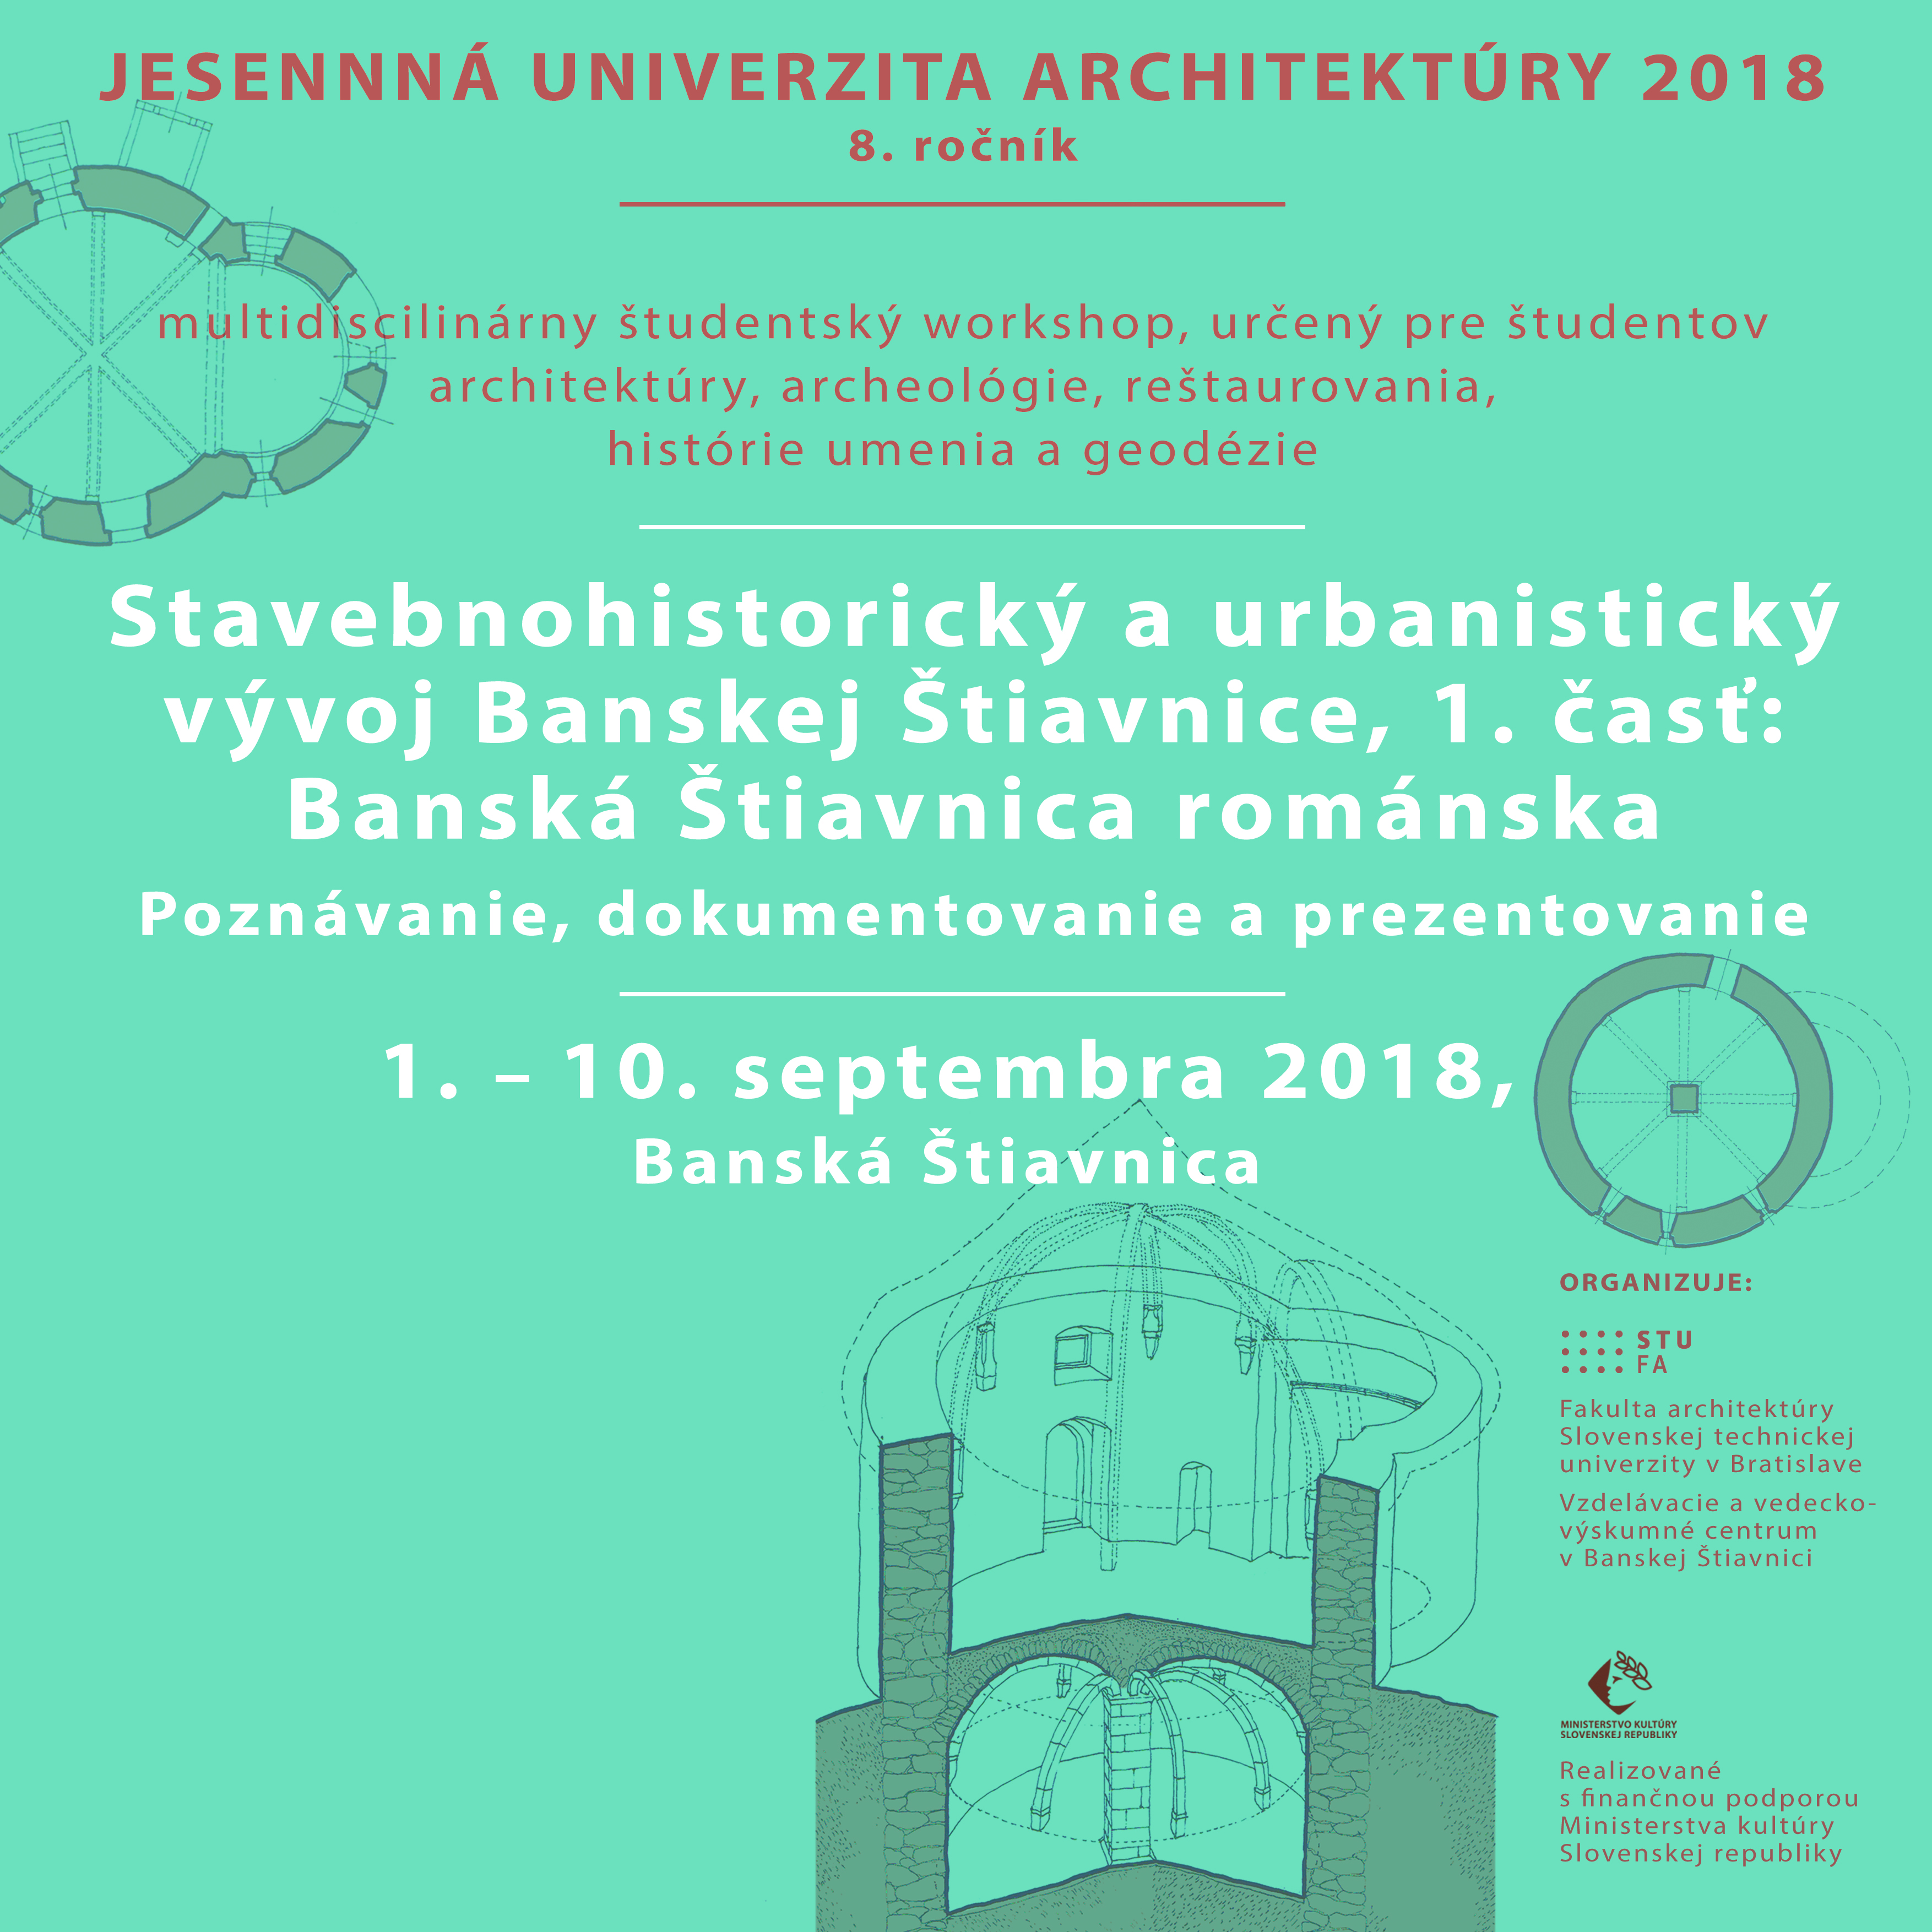 JESENNNÁ UNIVERZITA ARCHITEKTÚRY 2018
8. ročník
multidiscilinárny študentský workshop, určený pre študentov
architektúry, archeológie, reštaurovania,
histórie umenia a geodézie
Stavebnohistorický a urbanistický
vývoj Banskej Štiavnice, 1. časť:
Banská Štiavnica románska
Poznávanie, dokumentovanie a prezentovanie
1. – 10. septembra 2018,
Banská Štiavnica
ORGANIZUJE:
STU
FA
Fakulta architektúry
Slovenskej technickej
univerzity v Bratislave
Vzdelávacie a vedecko-
výskumné centrum
v Banskej Štiavnici
MINISTERSTVO KULTÚRY
SLOVENSKEJ REPUBLIKY
Realizované
s finančnou podporou
Ministerstva kultúry
Slovenskej republiky